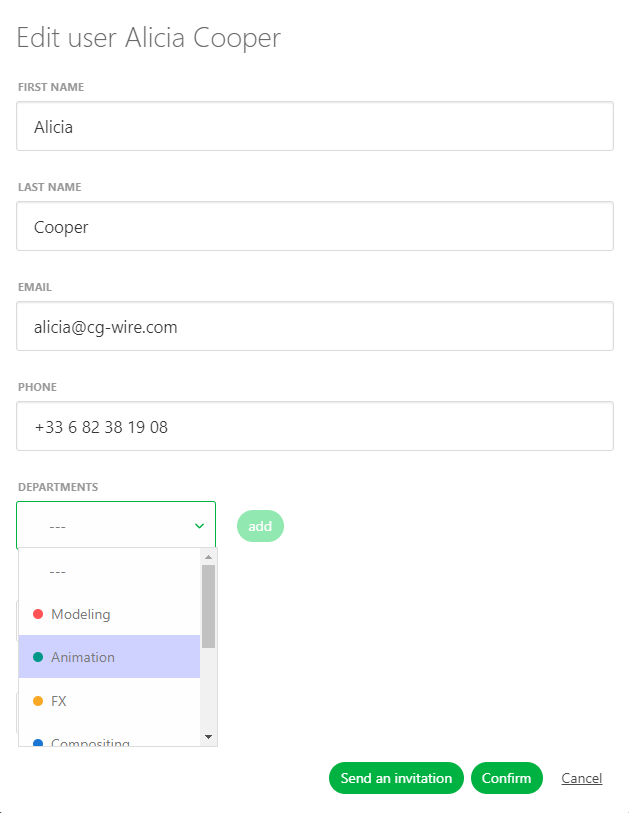 Edit user Alicia Cooper
FIRST NAME
Alicia
LAST NAME
Cooper
EMAIL
alicia@cg-wire.com
PHONE
+33 6 82 38 19 08
DEPARTMENTS
--- add
---
Modeling
Animation
FX
Compositing
Send an invitation Confirm Cancel